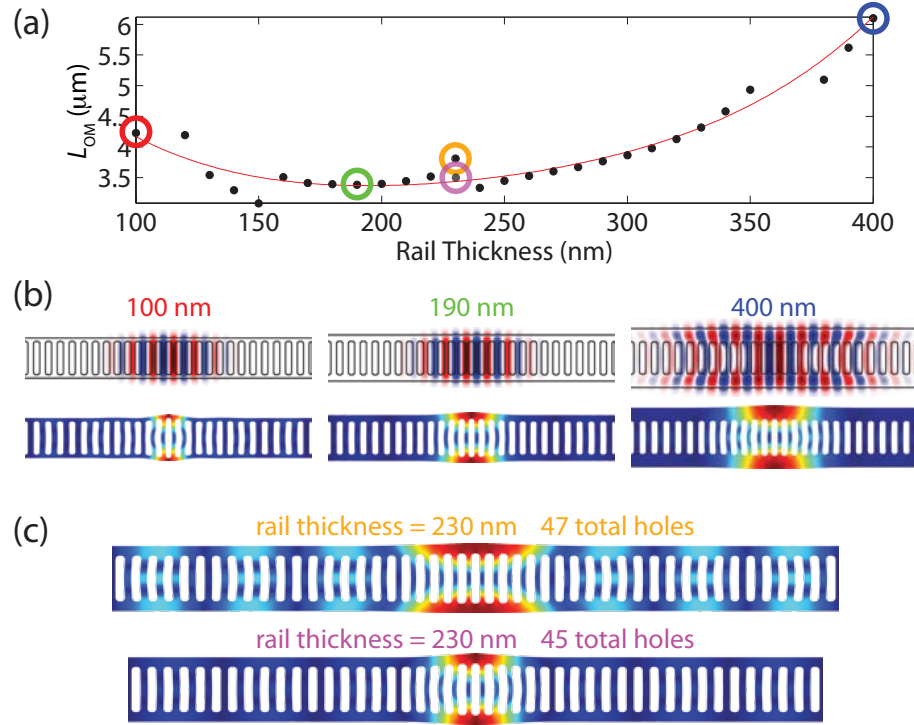 (a)
L_OM (μm)
6
5.5
5
4.5
4
3.5
100
150
200
250
300
350
400
Rail Thickness (nm)
(b)
100 nm
190 nm
400 nm
(c)
rail thickness = 230 nm 47 total holes
rail thickness = 230 nm 45 total holes